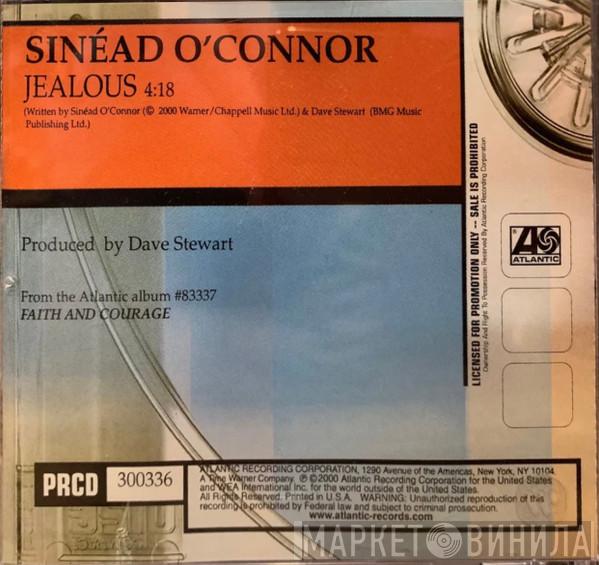 SINÉAD O'CONNOR
JEALOUS 4:18
(Written by Sinéad O'Connor (© 2000 Warner/Chappell Music Ltd.) & Dave Stewart (BMG Music
Publishing Ltd.)
Produced by Dave Stewart
From the Atlantic album #83337
FAITH AND COURAGE
LICENSED FOR PROMOTION ONLY -- SALE IS PROHIBITED
Ownership And Right To Possession Reserved By Atlantic Recording Corporation
®
ATLANTIC
PRCD 300336
ATLANTIC RECORDING CORPORATION, 1290 Avenue of the Americas, New York, NY 10104.
A Time Warner Company. ℗©2000 Atlantic Recording Corporation for the United States
and WEA International Inc. for the world outside of the United States.
All Rights Reserved. Printed in U.S.A. WARNING: Unauthorized reproduction of this
recording is prohibited by Federal law and subject to criminal prosecution.
www.atlantic-records.com
МАРКЕТ ВИНИЛА